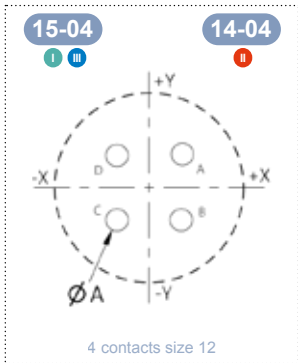 15-04 14-04
I III II
+Y
D A
-X +X
C B
ØA
-Y
4 contacts size 12